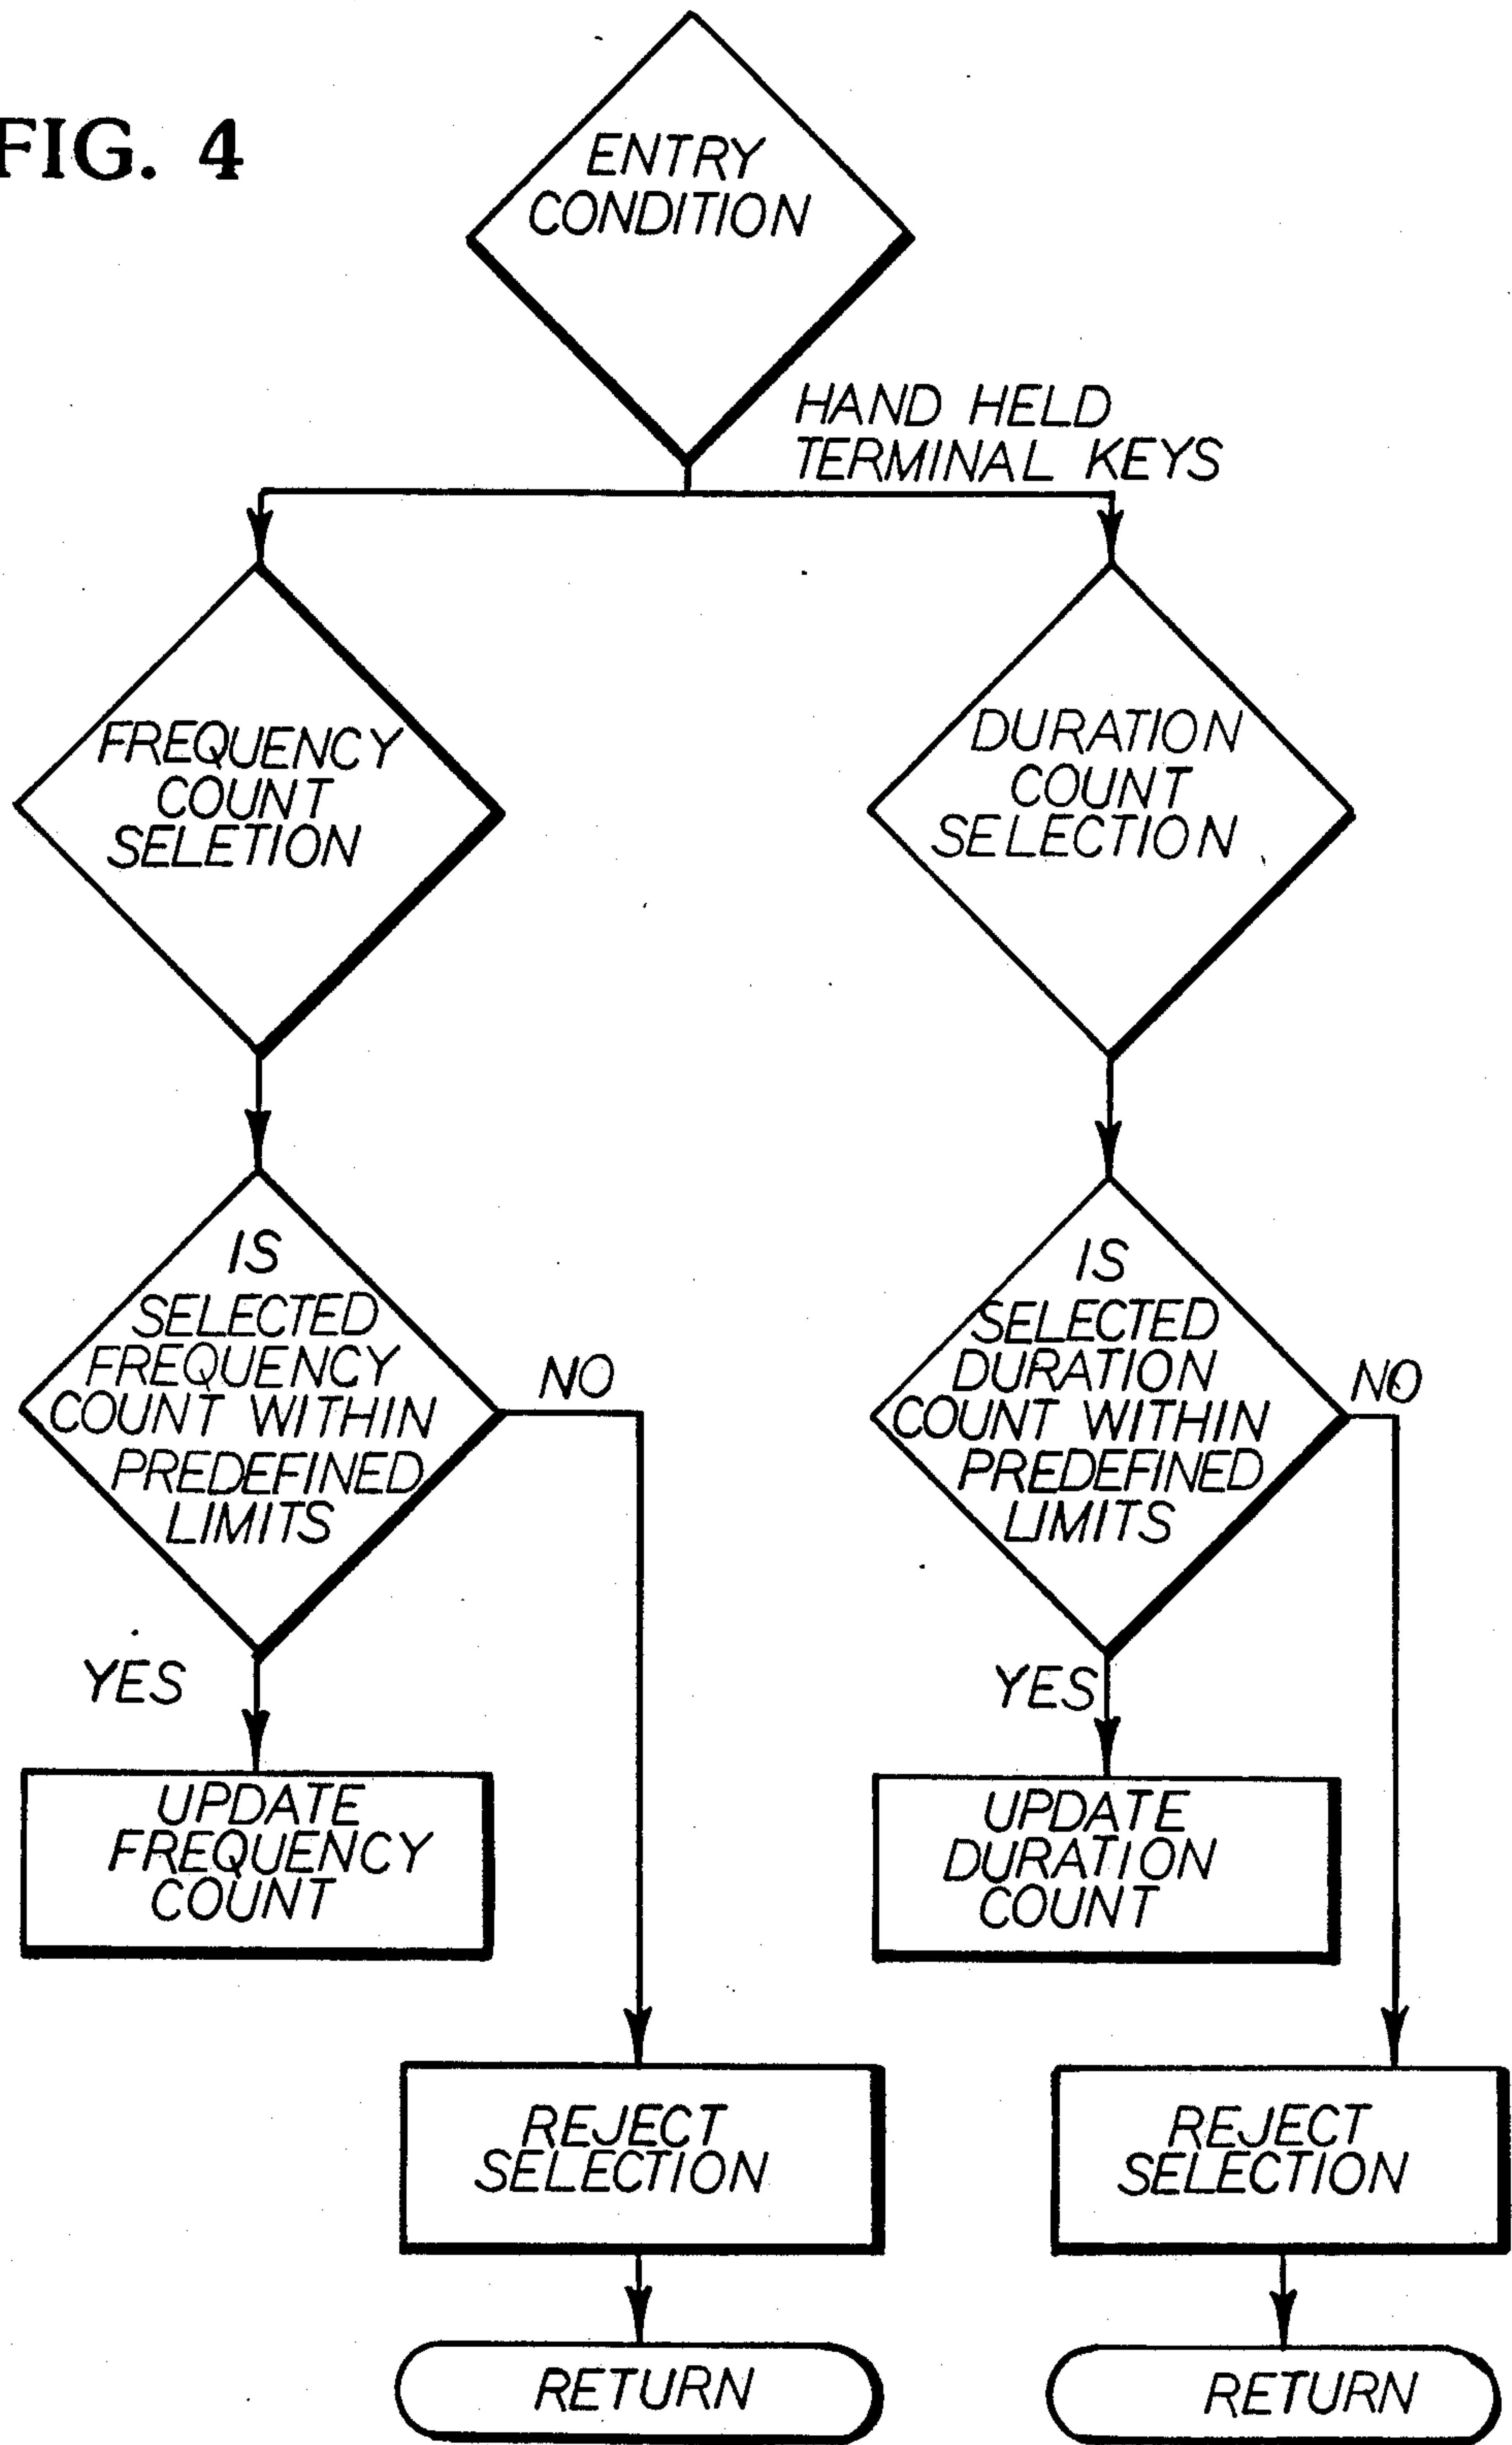 FIG. 4
ENTRY
CONDITION
HAND HELD
TERMINAL KEYS
FREQUENCY
COUNT
SELETION
DURATION
COUNT
SELECTION
IS
SELECTED
FREQUENCY
COUNT WITHIN
PREDEFINED
LIMITS
NO
YES
IS
SELECTED
DURATION
COUNT WITHIN
PREDEFINED
LIMITS
NO
YES
UPDATE
FREQUENCY
COUNT
UPDATE
DURATION
COUNT
REJECT
SELECTION
REJECT
SELECTION
RETURN
RETURN